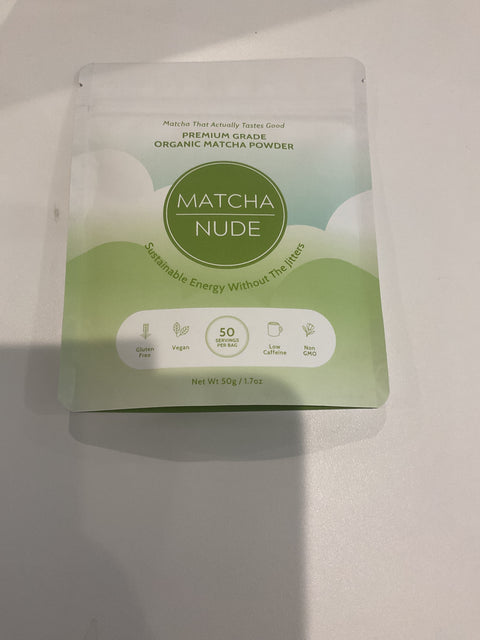 Matcha That Actually Tastes Good
PREMIUM GRADE
ORGANIC MATCHA POWDER
MATCHA
NUDE
Sustainable Energy Without The Jitters
Gluten
Free
Vegan
50
SERVINGS
PER BAG
Low
Caffeine
Non
GMO
Net Wt 50g / 1.7oz